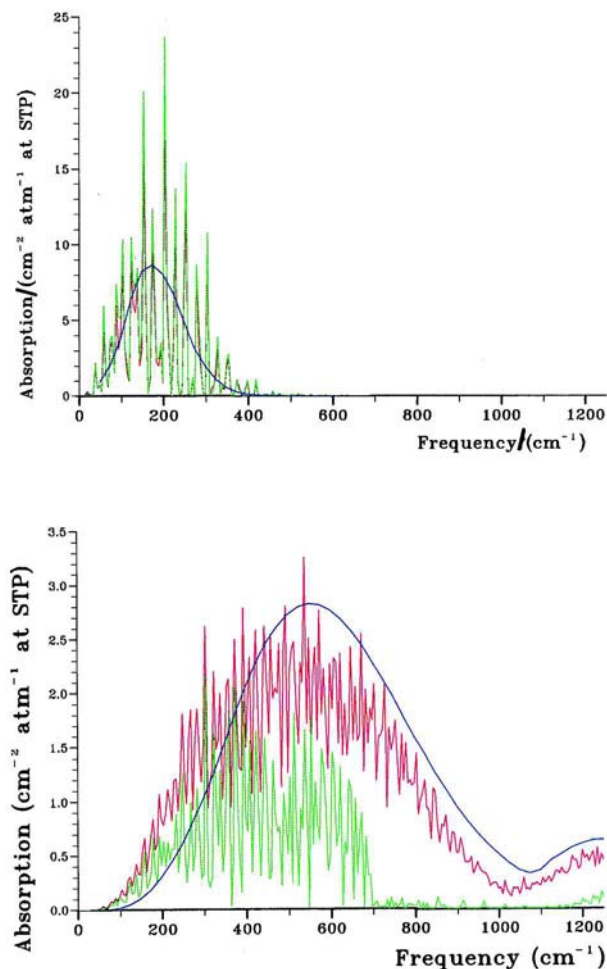 25
20
15
10
5
0
Absorption/(cm⁻² atm⁻¹ at STP)
0 200 400 600 800 1000 1200
Frequency/(cm⁻¹)
3.5
3.0
2.5
2.0
1.5
1.0
0.5
0.0
Absorption (cm⁻² atm⁻¹ at STP)
0 200 400 600 800 1000 1200
Frequency (cm⁻¹)